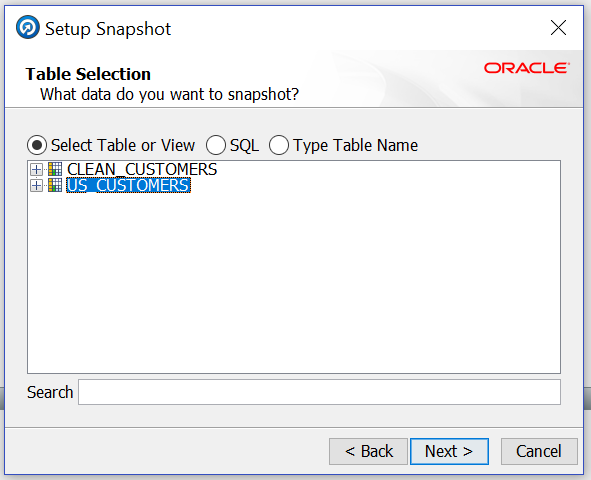 Setup Snapshot
Table Selection
ORACLE
What data do you want to snapshot?
Select Table or View SQL Type Table Name
CLEAN_CUSTOMERS
US_CUSTOMERS
Search
< Back Next > Cancel